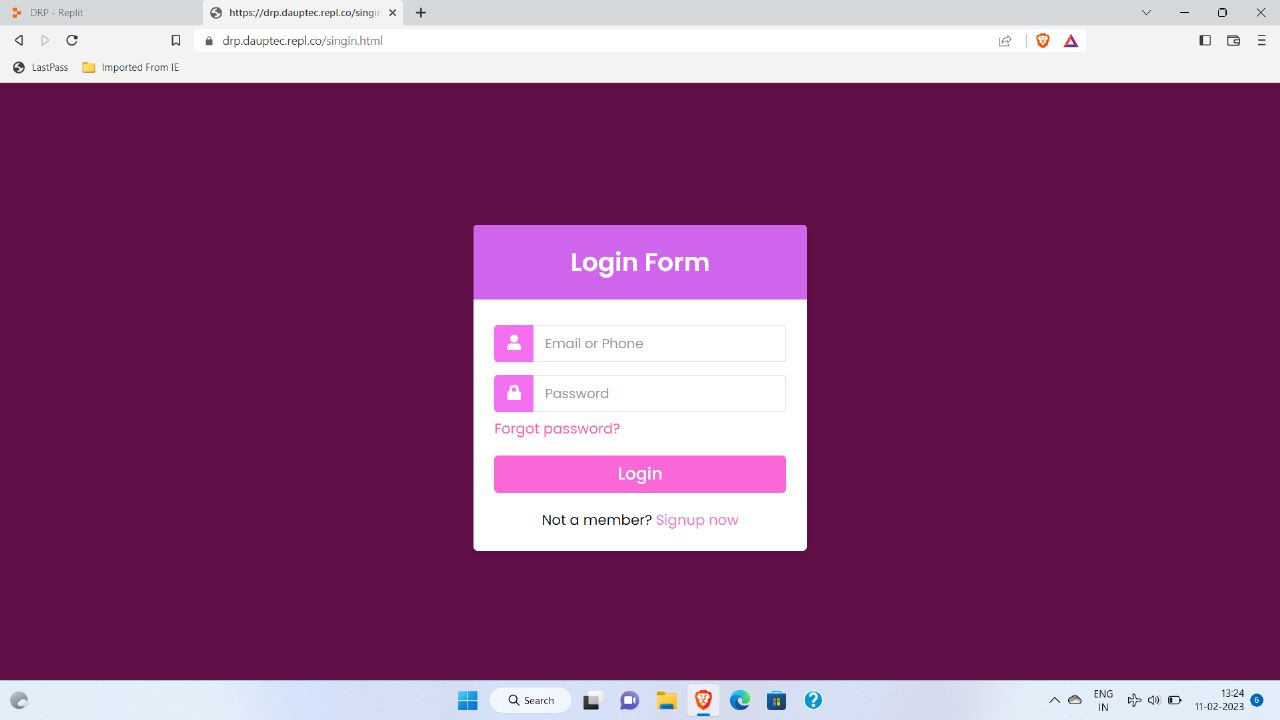 DRP - Replit
https://drp.dauptec.repl.co/singin
drp.dauptec.repl.co/singin.html
LastPass
Imported From IE
Login Form
Email or Phone
Password
Forgot password?
Login
Not a member? Signup now
Search
ENG
IN
13:24
11-02-2023
6